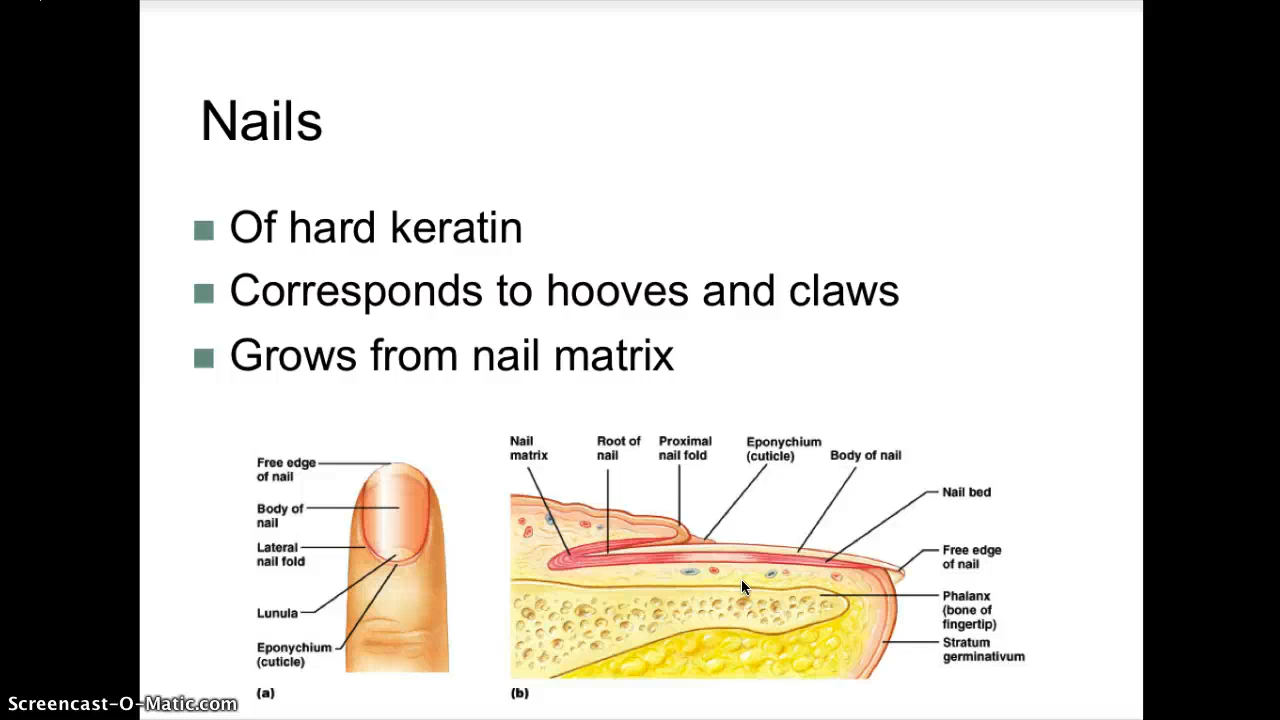 Nails
Of hard keratin
Corresponds to hooves and claws
Grows from nail matrix
Free edge
of nail
Body of
nail
Lateral
nail fold
Lunula
Eponychium
(cuticle)
(a)
Nail
matrix
Root of
nail
Proximal
nail fold
Eponychium
(cuticle)
Body of nail
Nail bed
Free edge
of nail
Phalanx
(bone of
fingertip)
Stratum
germinativum
(b)
Screencast-O-Matic.com